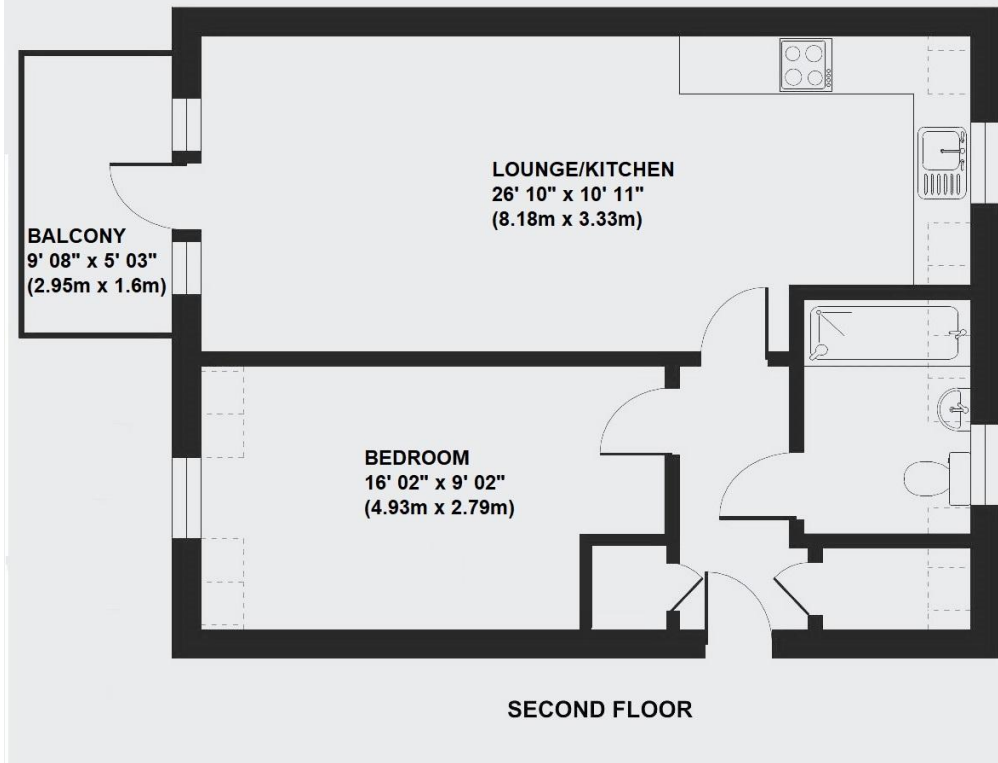 LOUNGE/KITCHEN
26' 10" x 10' 11"
(8.18m x 3.33m)
BALCONY
9' 08" x 5' 03"
(2.95m x 1.6m)
BEDROOM
16' 02" x 9' 02"
(4.93m x 2.79m)
SECOND FLOOR